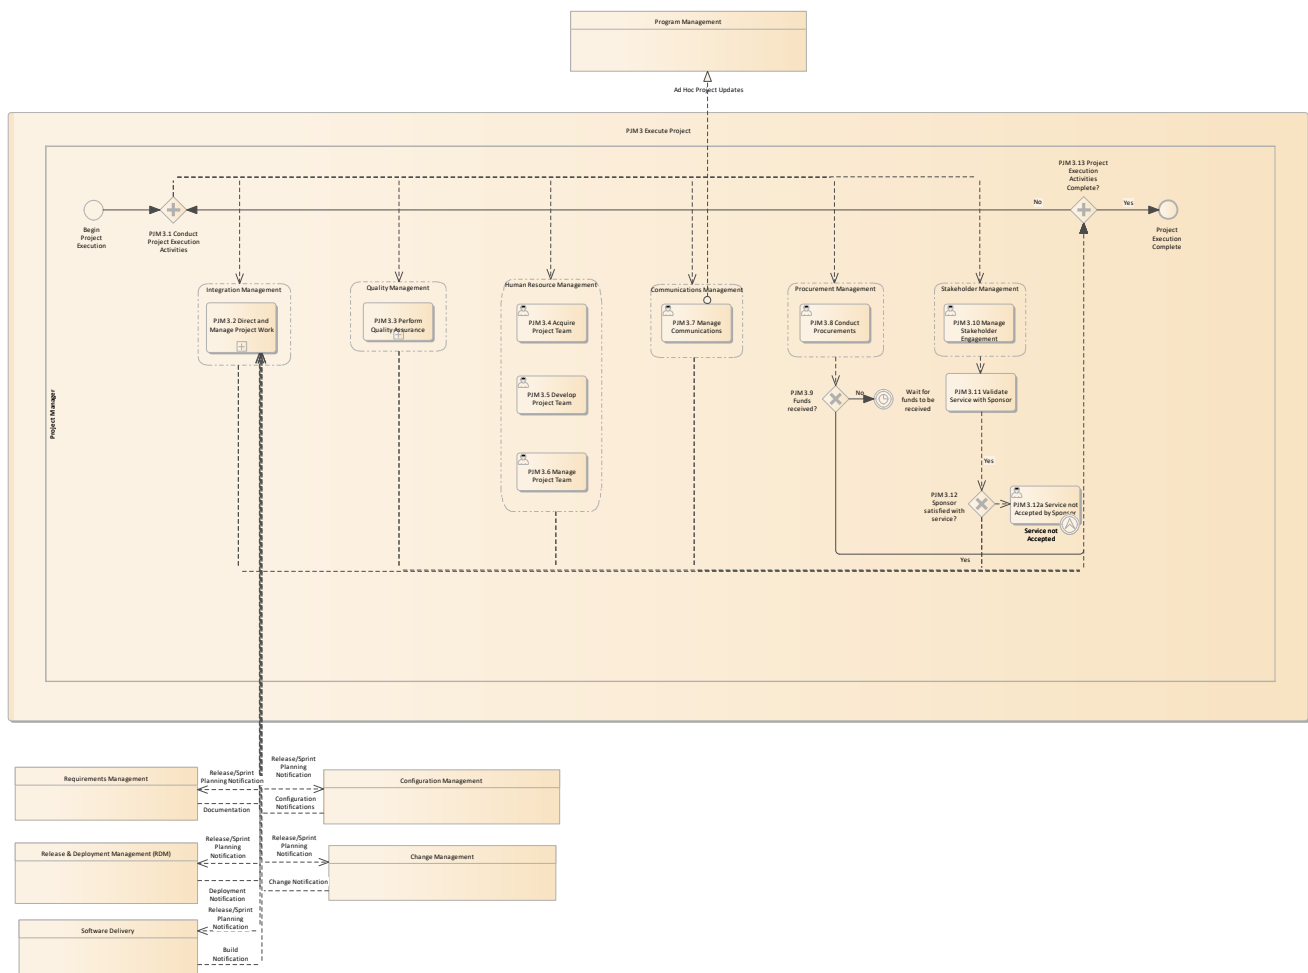 Program Management
Ad Hoc Project Updates
PJM 3 Execute Project
Project Manager
PJM 3.13 Project
Execution
Activities
Complete?
No
Yes
Begin
Project
Execution
PJM 3.1 Conduct
Project Execution
Activities
Project
Execution
Complete
Integration Management
PJM 3.2 Direct and
Manage Project Work
Quality Management
PJM 3.3 Perform
Quality Assurance
Human Resource Management
PJM 3.4 Acquire
Project Team
PJM 3.5 Develop
Project Team
PJM 3.6 Manage
Project Team
Communications Management
PJM 3.7 Manage
Communications
Procurement Management
PJM 3.8 Conduct
Procurements
Stakeholder Management
PJM 3.10 Manage
Stakeholder
Engagement
PJM 3.9
Funds
received?
No
Wait for
funds to be
received
PJM 3.11 Validate
Service with Sponsor
Yes
PJM 3.12
Sponsor
satisfied with
service?
PJM 3.12a Service not
Accepted by Sponsor
Service not
Accepted
Yes
Requirements Management
Release/Sprint
Planning Notification
Documentation
Release/Sprint
Planning
Notification
Configuration Management
Configuration
Notifications
Release & Deployment Management (RDM)
Release/Sprint
Planning
Notification
Deployment
Notification
Release/Sprint
Planning
Notification
Change Management
Change Notification
Software Delivery
Release/Sprint
Planning
Notification
Build
Notification